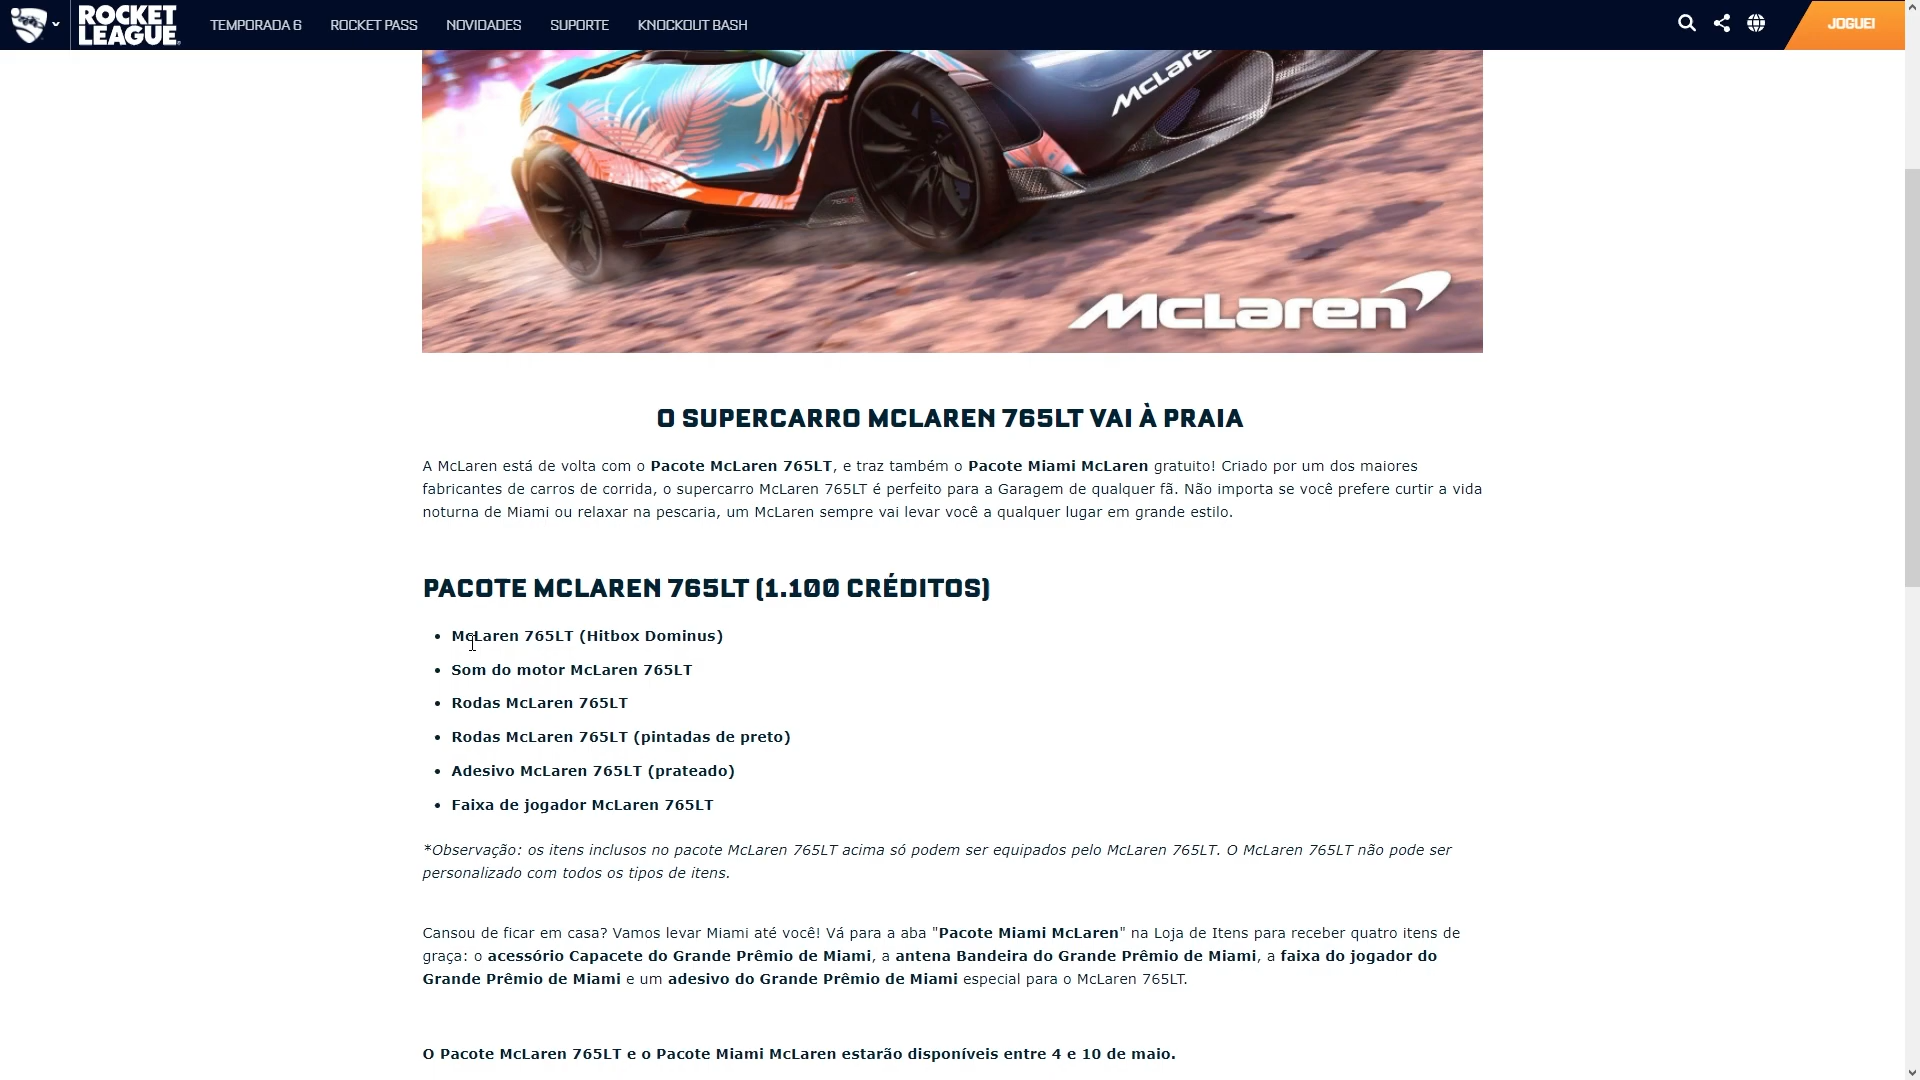 ROCKET
LEAGUE
TEMPORADA 6
ROCKET PASS
NOVIDADES
SUPORTE
KNOCKOUT BASH
JOGUE!
McLaren
765LT
McLaren
O SUPERCARRO MCLAREN 765LT VAI À PRAIA
A McLaren está de volta com o Pacote McLaren 765LT, e traz também o Pacote Miami McLaren gratuito! Criado por um dos maiores
fabricantes de carros de corrida, o supercarro McLaren 765LT é perfeito para a Garagem de qualquer fã. Não importa se você prefere curtir a vida
noturna de Miami ou relaxar na pescaria, um McLaren sempre vai levar você a qualquer lugar em grande estilo.
PACOTE MCLAREN 765LT (1.100 CRÉDITOS)
McLaren 765LT (Hitbox Dominus)
Som do motor McLaren 765LT
Rodas McLaren 765LT
Rodas McLaren 765LT (pintadas de preto)
Adesivo McLaren 765LT (prateado)
Faixa de jogador McLaren 765LT
*Observação: os itens inclusos no pacote McLaren 765LT acima só podem ser equipados pelo McLaren 765LT. O McLaren 765LT não pode ser
personalizado com todos os tipos de itens.
Cansou de ficar em casa? Vamos levar Miami até você! Vá para a aba "Pacote Miami McLaren" na Loja de Itens para receber quatro itens de
graça: o acessório Capacete do Grande Prêmio de Miami, a antena Bandeira do Grande Prêmio de Miami, a faixa do jogador do
Grande Prêmio de Miami e um adesivo do Grande Prêmio de Miami especial para o McLaren 765LT.
O Pacote McLaren 765LT e o Pacote Miami McLaren estarão disponíveis entre 4 e 10 de maio.